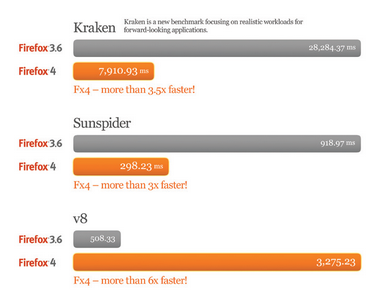 Kraken
Kraken is a new benchmark focusing on realistic workloads for
forward-looking applications.
Firefox 3.6
28,284.37 ms
Firefox 4
7,910.93 ms
Fx4 – more than 3.5x faster!
Sunspider
Firefox 3.6
918.97 ms
Firefox 4
298.23 ms
Fx4 – more than 3x faster!
v8
Firefox 3.6
508.33
Firefox 4
3,275.23
Fx4 – more than 6x faster!